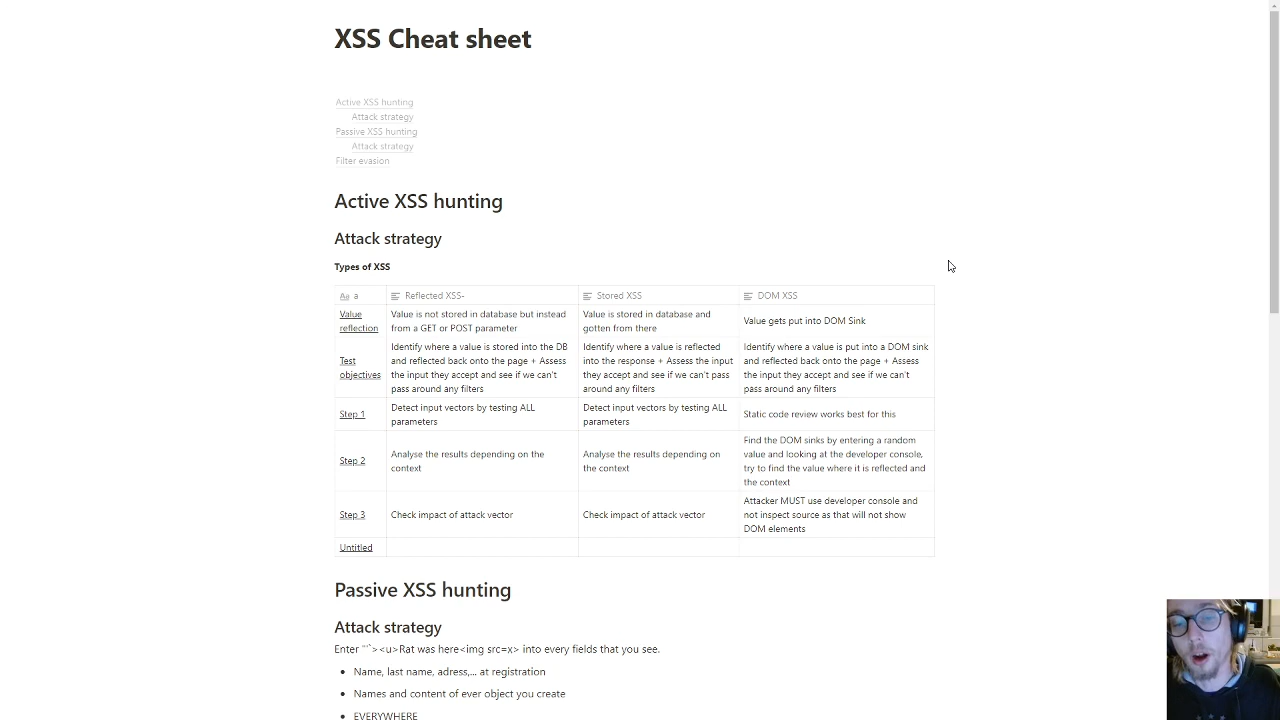 XSS Cheat sheet
Active XSS hunting
Attack strategy
Passive XSS hunting
Attack strategy
Filter evasion
Active XSS hunting
Attack strategy
Types of XSS
Aa a
Reflected XSS-
Stored XSS
DOM XSS
Value
reflection
Value is not stored in database but instead
from a GET or POST parameter
Value is stored in database and
gotten from there
Value gets put into DOM Sink
Test
objectives
Identify where a value is stored into the DB
and reflected back onto the page + Assess
the input they accept and see if we can't
pass around any filters
Identify where a value is reflected
into the response + Assess the input
they accept and see if we can't pass
around any filters
Identify where a value is put into a DOM sink
and reflected back onto the page + Assess
the input they accept and see if we can't
pass around any filters
Step 1
Detect input vectors by testing ALL
parameters
Detect input vectors by testing ALL
parameters
Static code review works best for this
Step 2
Analyse the results depending on the
context
Analyse the results depending on
the context
Find the DOM sinks by entering a random
value and looking at the developer console,
try to find the value where it is reflected and
the context
Step 3
Check impact of attack vector
Check impact of attack vector
Attacker MUST use developer console and
not inspect source as that will not show
DOM elements
Untitled
Passive XSS hunting
Attack strategy
Enter "'`><u>Rat was here<img src=x> into every fields that you see.
• Name, last name, adress,... at registration
• Names and content of ever object you create
• EVERYWHERE